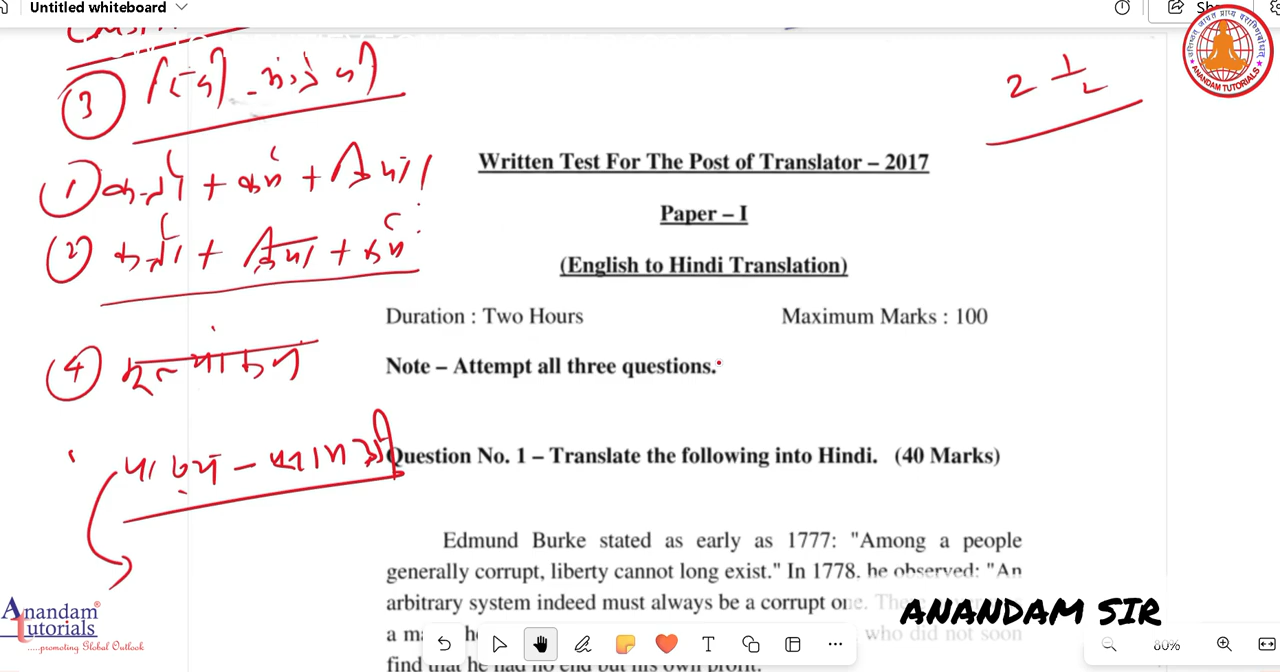 Untitled whiteboard
Sh
③ हिन्दी - अंग्रेजी
2 1/2
ANANDAM TUTORIALS
① कर्ता + कर्म + क्रिया।
② कर्ता + क्रिया + कर्म
④ मूल्यांकन
पाठ्य - सामग्री
Written Test For The Post of Translator – 2017
Paper – I
(English to Hindi Translation)
Duration : Two Hours Maximum Marks : 100
Note – Attempt all three questions.
Question No. 1 – Translate the following into Hindi. (40 Marks)
Edmund Burke stated as early as 1777: "Among a people
generally corrupt, liberty cannot long exist." In 1778. he observed: "An
arbitrary system indeed must always be a corrupt one.
a who did not soon
find that he had no end but his own profit.
Anandam
Tutorials
.....promoting Global Outlook
ANANDAM SIR
80%